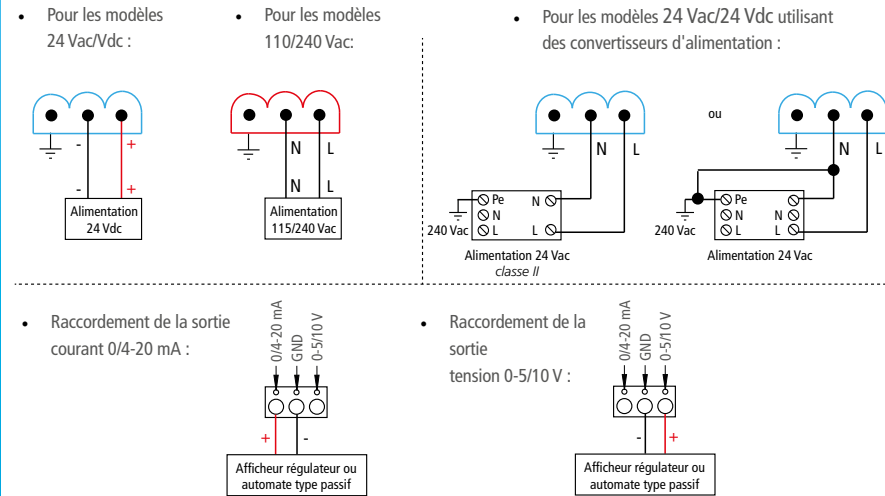 • Pour les modèles
24 Vac/Vdc :
- +
- +
Alimentation
24 Vdc
• Pour les modèles
110/240 Vac:
N L
N L
Alimentation
115/240 Vac
• Pour les modèles 24 Vac/24 Vdc utilisant
des convertisseurs d'alimentation :
N L
Pe N
N
240 Vac L L
Alimentation 24 Vac
classe II
ou
N L
Pe
N N
240 Vac L L
Alimentation 24 Vac
• Raccordement de la sortie
courant 0/4-20 mA :
0/4-20 mA
GND
0-5/10 V
+ -
Afficheur régulateur ou
automate type passif
• Raccordement de la
sortie
tension 0-5/10 V :
0/4-20 mA
GND
0-5/10 V
- +
Afficheur régulateur ou
automate type passif